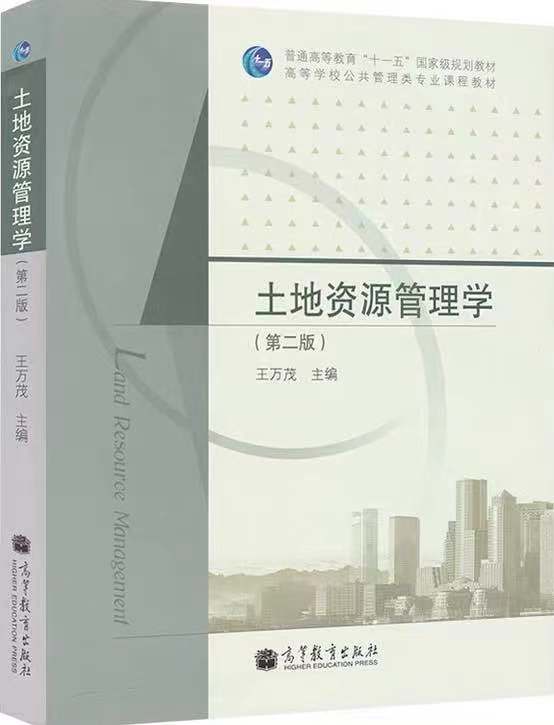 土地资源管理学
（第二版）
王万茂 主编
高等教育出版社
HIGHER EDUCATION PRESS
十一五
普通高等教育“十一五”国家级规划教材
高等学校公共管理类专业课程教材
土地资源管理学
（第二版）
王万茂 主编
Land Resource Management
高等教育出版社
HIGHER EDUCATION PRESS